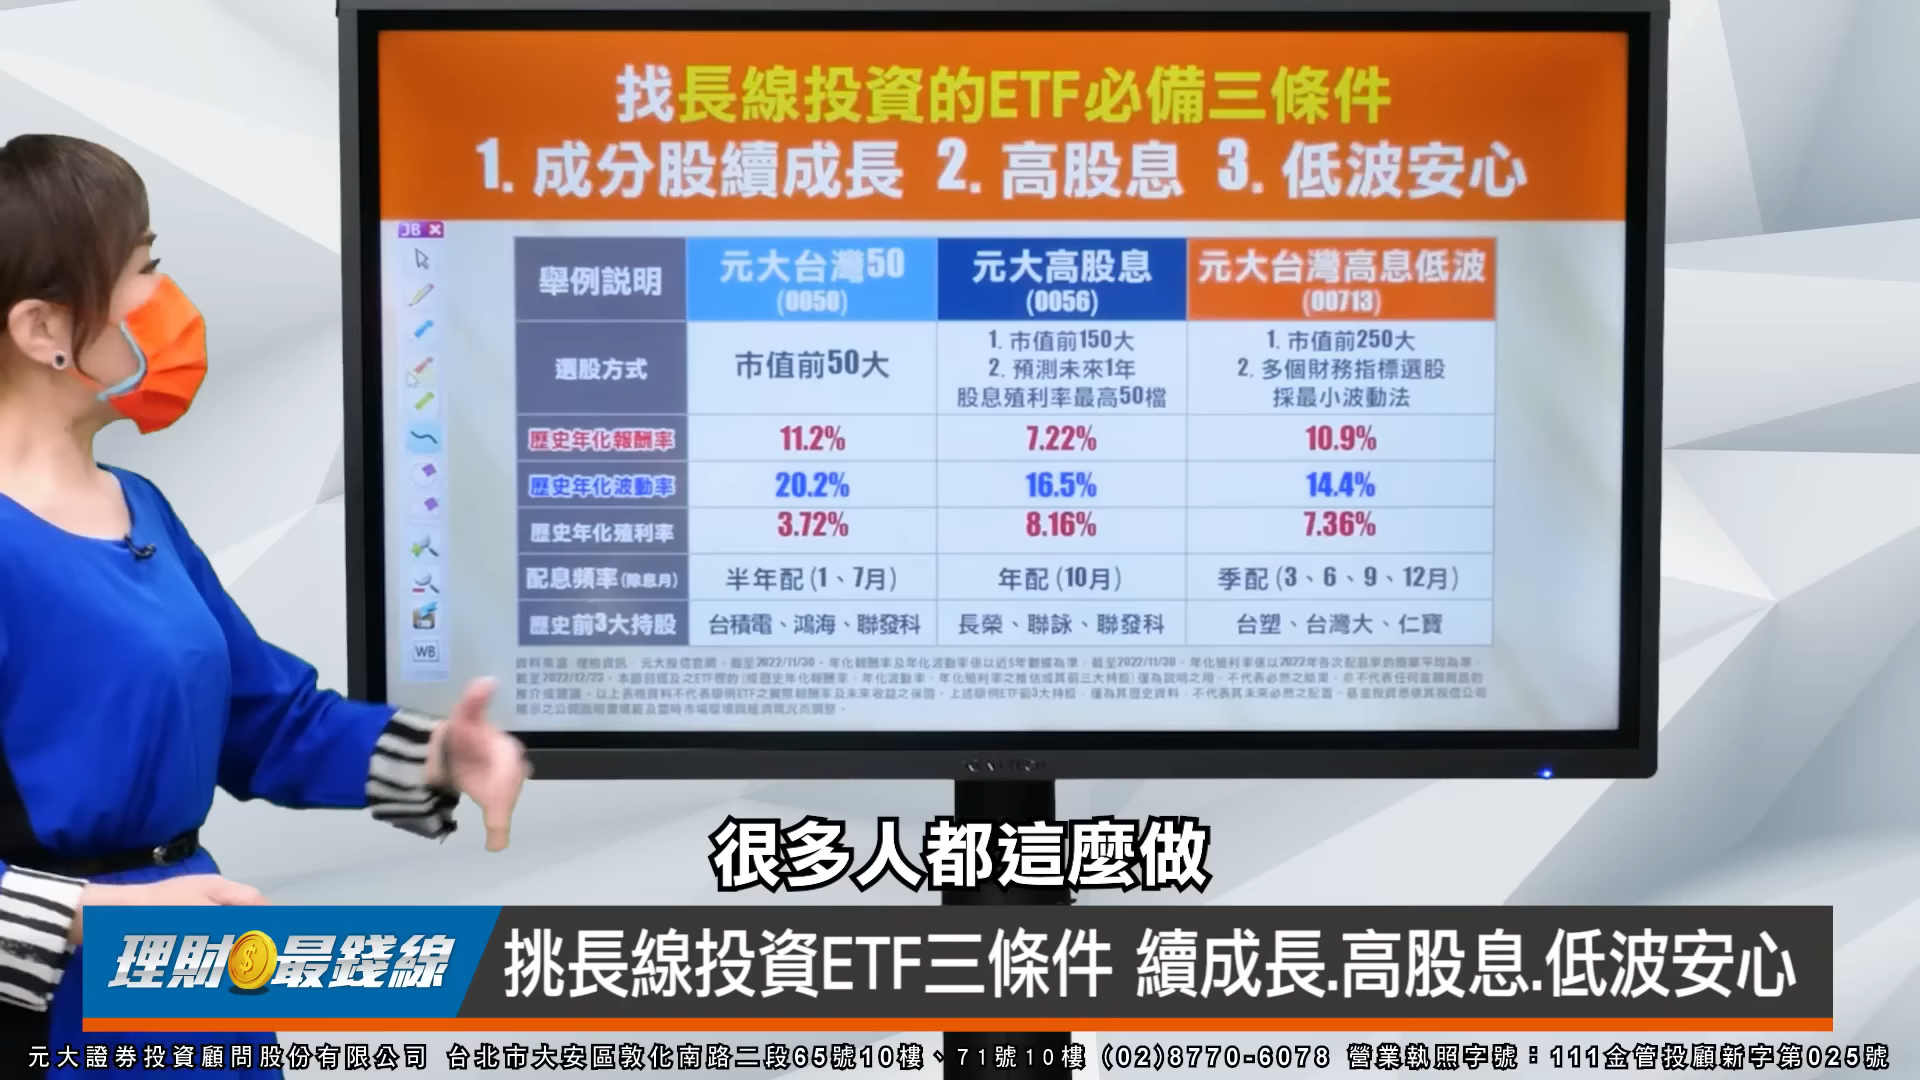 找長線投資的ETF必備三條件
1. 成分股續成長 2. 高股息 3. 低波安心
JB
舉例説明
元大台灣50
(0050)
元大高股息
(0056)
元大台灣高息低波
(00713)
選股方式
市值前50大
1. 市值前150大
2. 預測未來1年
股息殖利率最高50檔
1. 市值前250大
2. 多個財務指標選股
採最小波動法
歷史年化報酬率
11.2%
7.22%
10.9%
歷史年化波動率
20.2%
16.5%
14.4%
歷史年化殖利率
3.72%
8.16%
7.36%
配息頻率(除息月)
半年配(1、7月)
年配(10月)
季配(3、6、9、12月)
歷史前3大持股
台積電、鴻海、聯發科
長榮、聯詠、聯發科
台塑、台灣大、仁寶
WB
很多人都這麼做
理財最錢線
挑長線投資ETF三條件 續成長.高股息.低波安心
元大證券投資顧問股份有限公司 台北市大安區敦化南路二段65號10樓、71號10樓 (02)8770-6078 營業執照字號：111金管投顧新字第025號